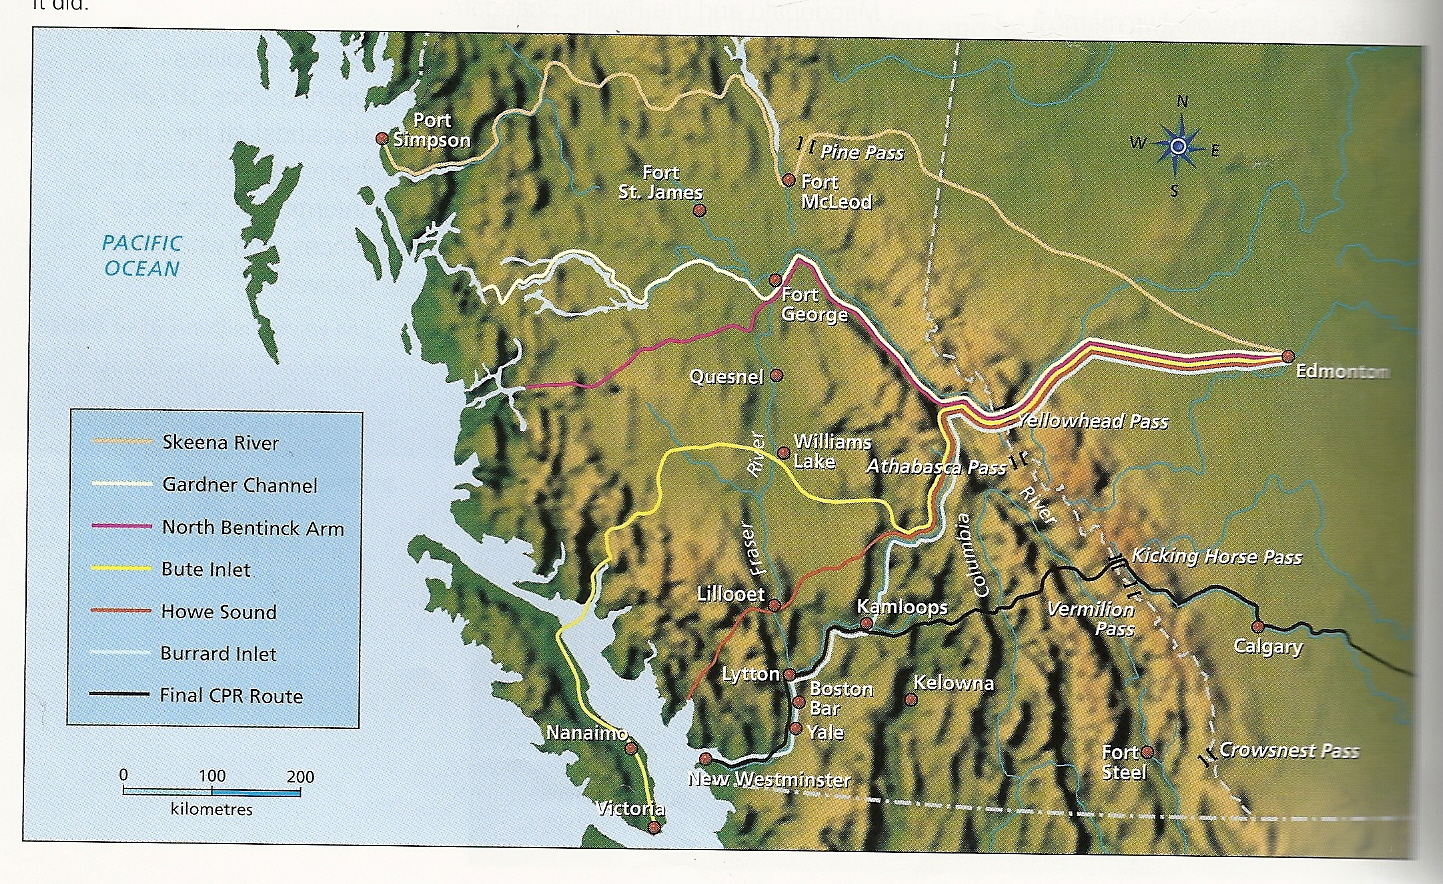 it did.
Port
Simpson
Pine Pass
N
W
E
S
Fort
St. James
Fort
McLeod
PACIFIC
OCEAN
Fort
George
Quesnel
Edmonton
Yellowhead Pass
Williams
Lake
Athabasca Pass
River
River
Fraser
Columbia
Skeena River
Gardner Channel
North Bentinck Arm
Bute Inlet
Howe Sound
Burrard Inlet
Final CPR Route
Kicking Horse Pass
Lillooet
Kamloops
Vermilion
Pass
Calgary
Lytton
Boston
Bar
Kelowna
Yale
Nanaimo
Fort
Steel
Crowsnest Pass
New Westminster
0 100 200
kilometres
Victoria